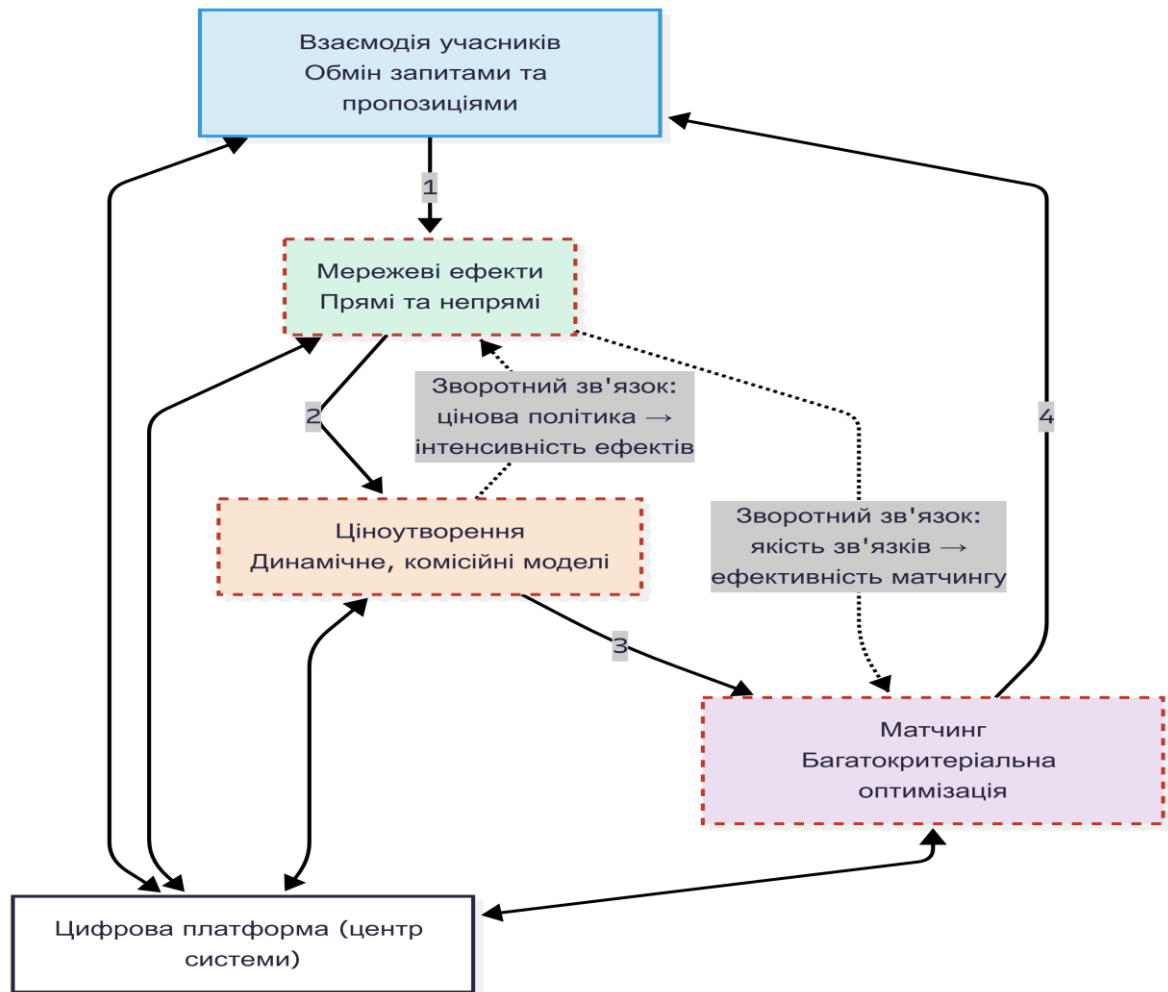 Взаємодія учасників
Обмін запитами та
пропозиціями
1
Мережеві ефекти
Прямі та непрямі
2
Зворотний зв'язок:
цінова політика →
інтенсивність ефектів
4
Ціноутворення
Динамічне, комісійні моделі
Зворотний зв'язок:
якість зв'язків →
ефективність матчингу
3
Матчинг
Багатокритеріальна
оптимізація
Цифрова платформа (центр
системи)